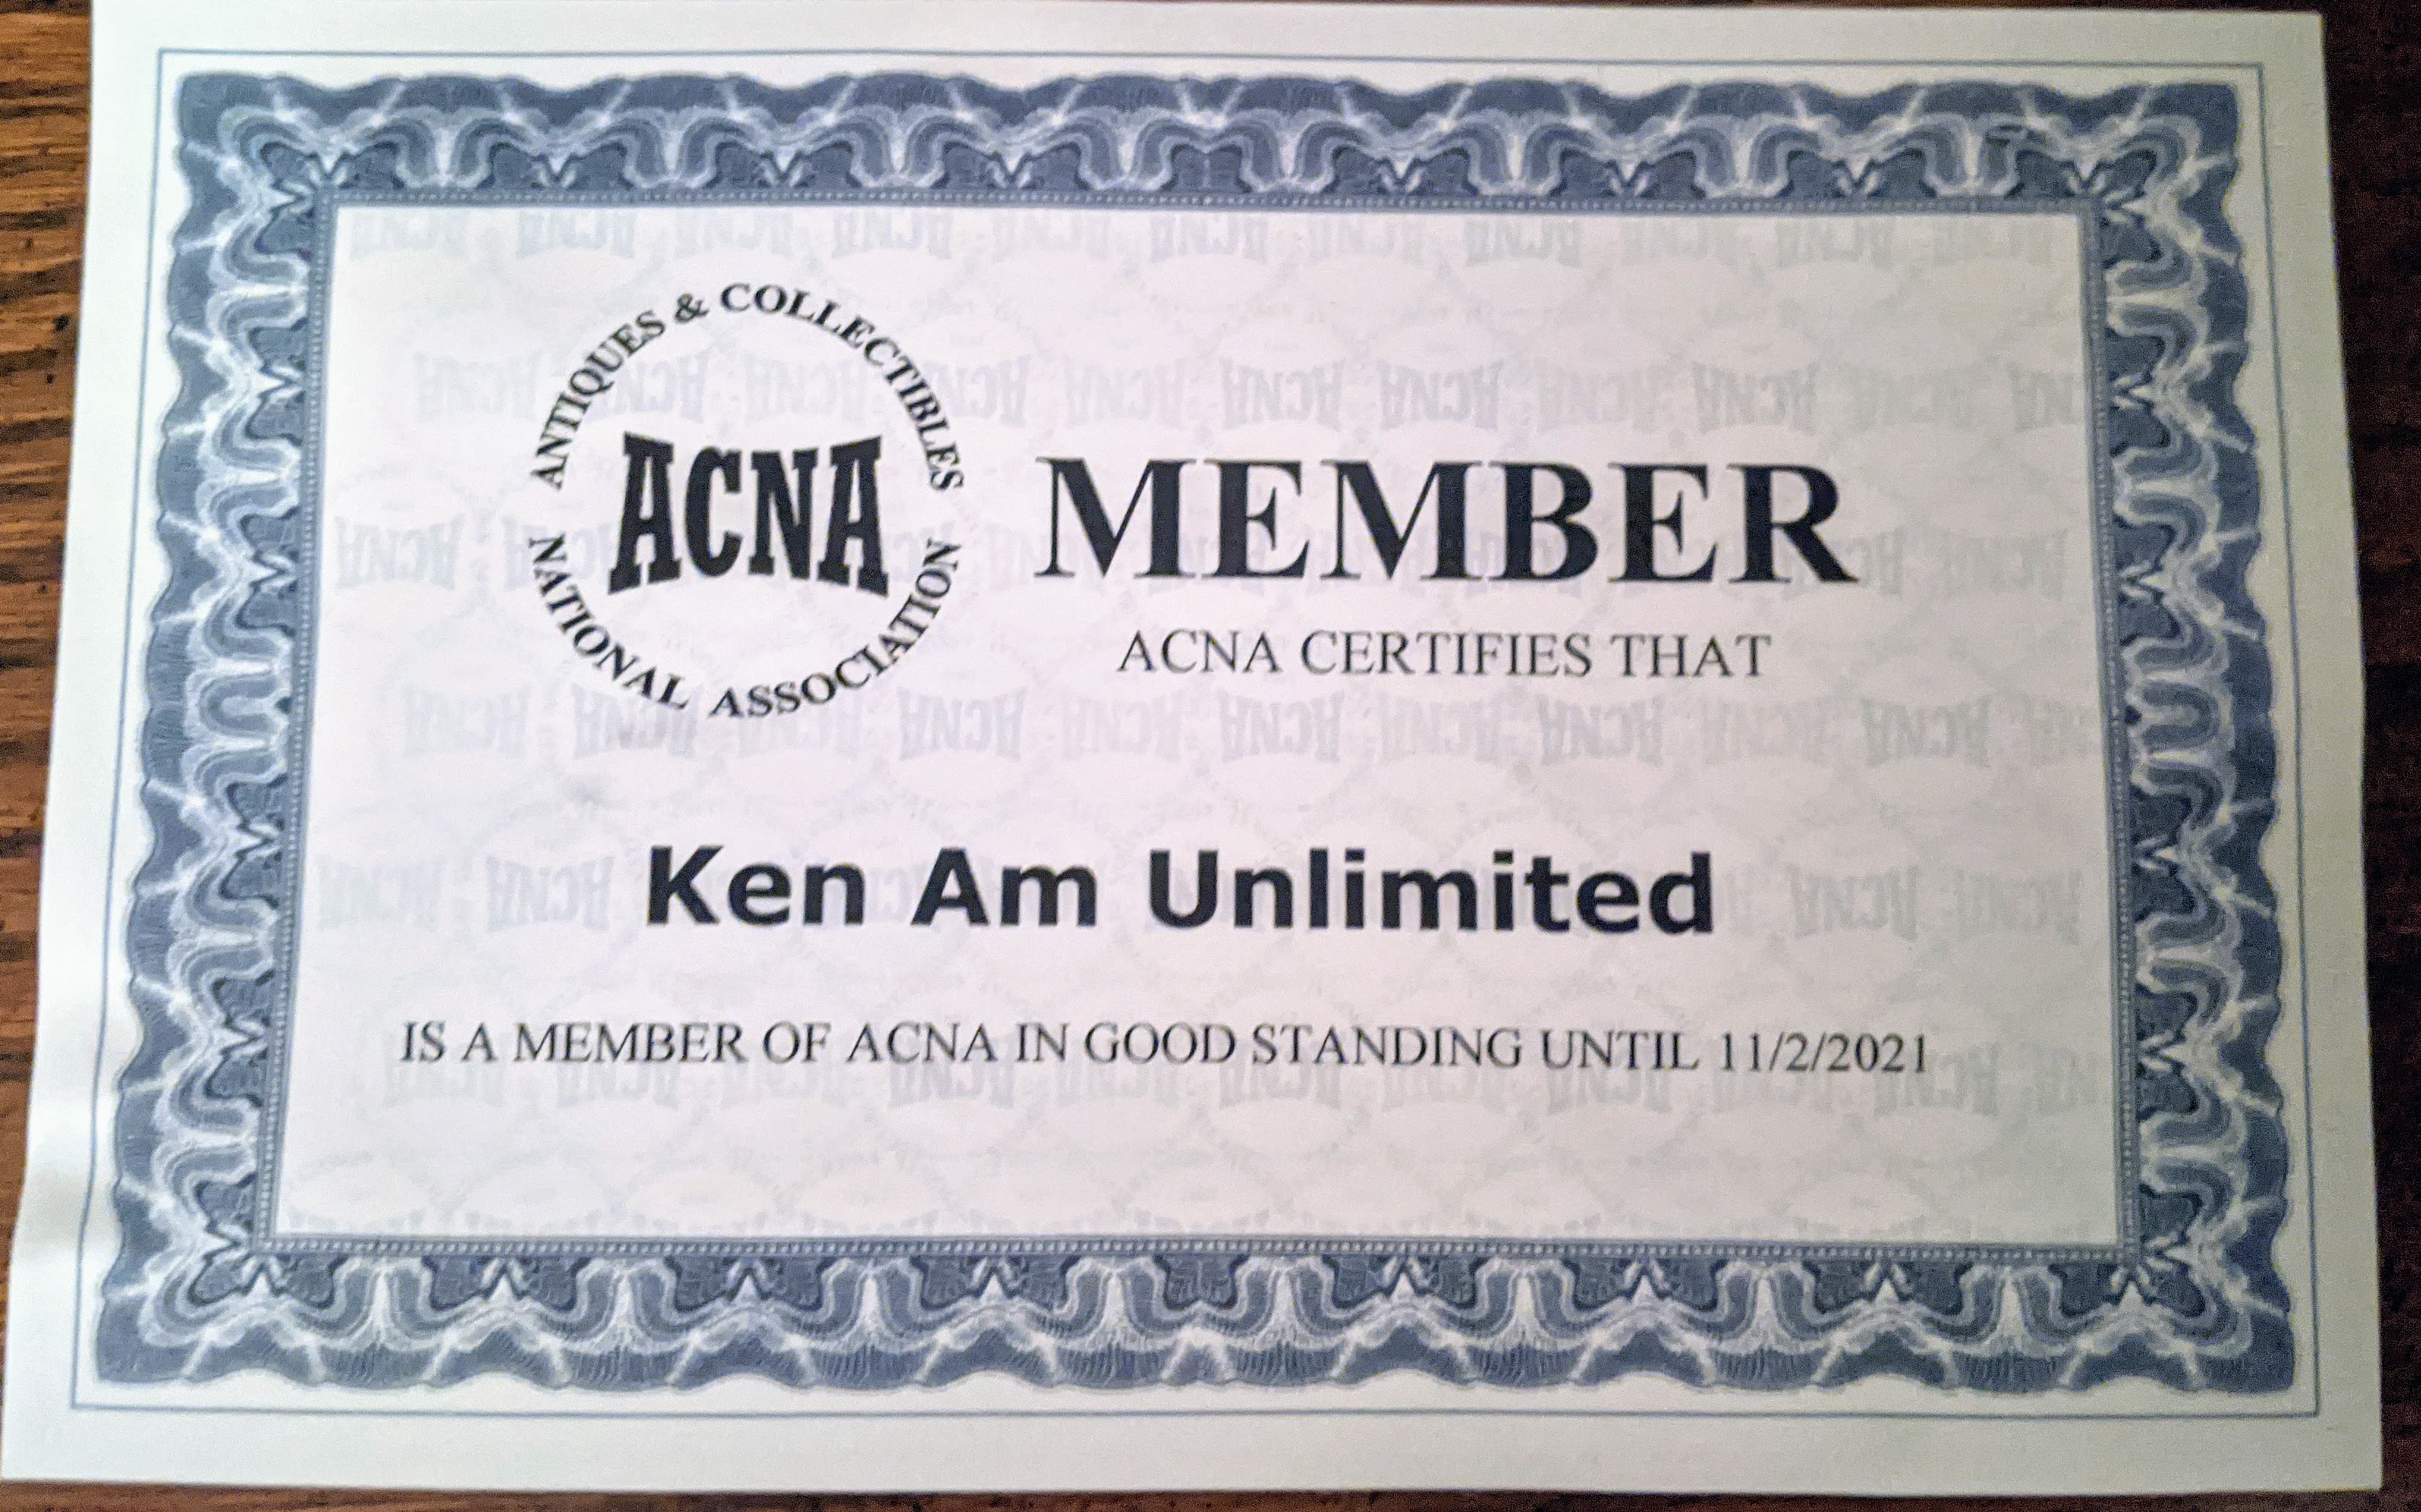 ANTIQUES & COLLECTIBLES
ACNA
NATIONAL ASSOCIATION
MEMBER
ACNA CERTIFIES THAT
Ken Am Unlimited
IS A MEMBER OF ACNA IN GOOD STANDING UNTIL 11/2/2021